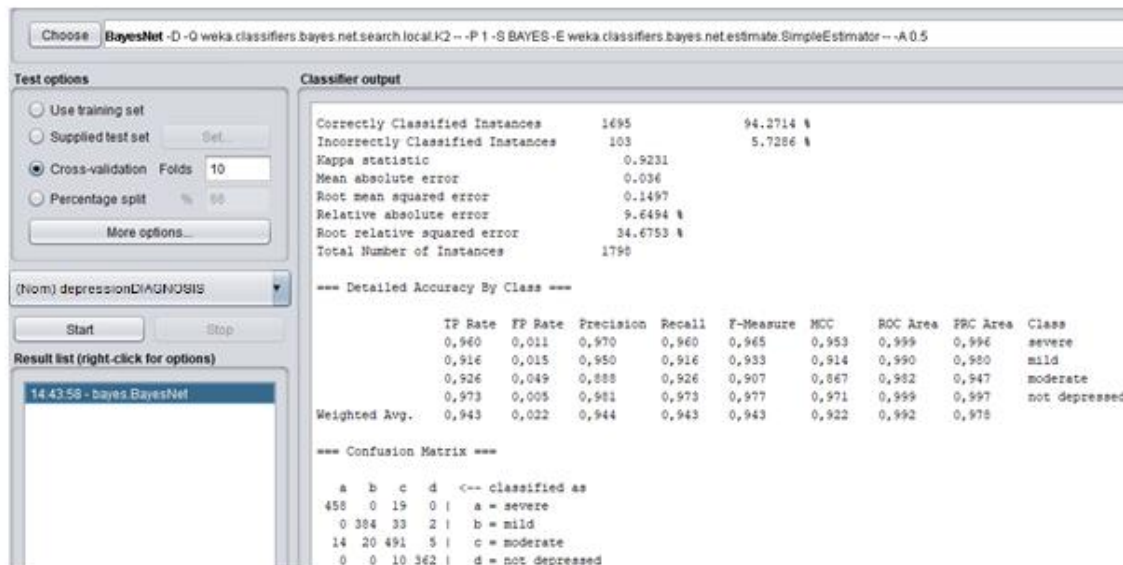 Choose BayesNet -D -Q weka.classifiers.bayes.net.search.local.K2 -- -P 1 -S BAYES -E weka.classifiers.bayes.net.estimate.SimpleEstimator -- -A 0.5
Test options
Use training set
Supplied test set Set...
Cross-validation Folds 10
Percentage split % 66
More options...
(Nom) depressionDIAGNOSIS
Start Stop
Result list (right-click for options)
14:43:58 - bayes.BayesNet
Classifier output
Correctly Classified Instances 1695 94.2714 %
Incorrectly Classified Instances 103 5.7286 %
Kappa statistic 0.9231
Mean absolute error 0.036
Root mean squared error 0.1497
Relative absolute error 9.6494 %
Root relative squared error 34.6753 %
Total Number of Instances 1798
=== Detailed Accuracy By Class ===
TP Rate FP Rate Precision Recall F-Measure MCC ROC Area PRC Area Class
0,960 0,011 0,970 0,960 0,965 0,953 0,999 0,996 severe
0,916 0,015 0,950 0,916 0,933 0,914 0,990 0,980 mild
0,926 0,049 0,888 0,926 0,907 0,867 0,982 0,947 moderate
0,973 0,005 0,981 0,973 0,977 0,971 0,999 0,997 not depressed
Weighted Avg. 0,943 0,022 0,944 0,943 0,943 0,922 0,992 0,978
=== Confusion Matrix ===
a b c d <-- classified as
458 0 19 0 | a = severe
0 384 33 2 | b = mild
14 20 491 5 | c = moderate
0 0 10 362 | d = not depressed